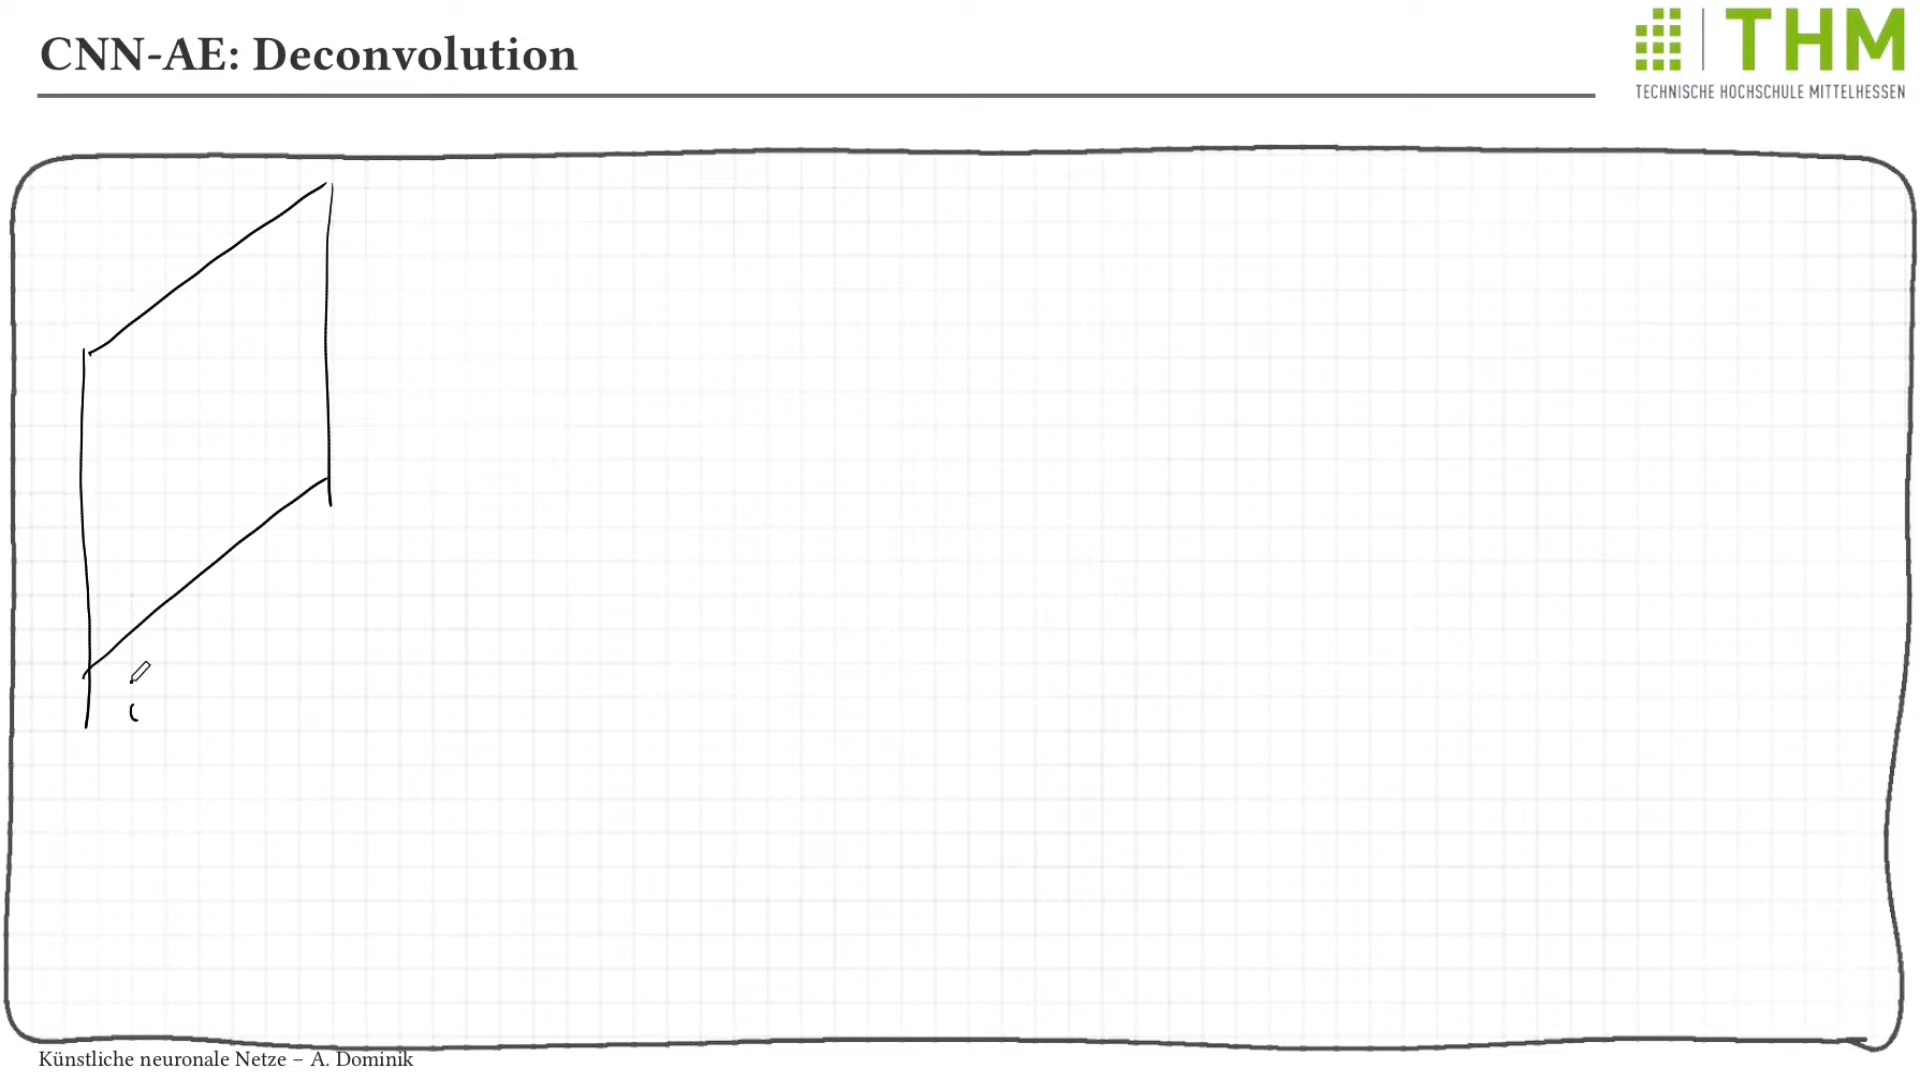 CNN-AE: Deconvolution
THM
TECHNISCHE HOCHSCHULE MITTELHESSEN
Künstliche neuronale Netze – A. Dominik